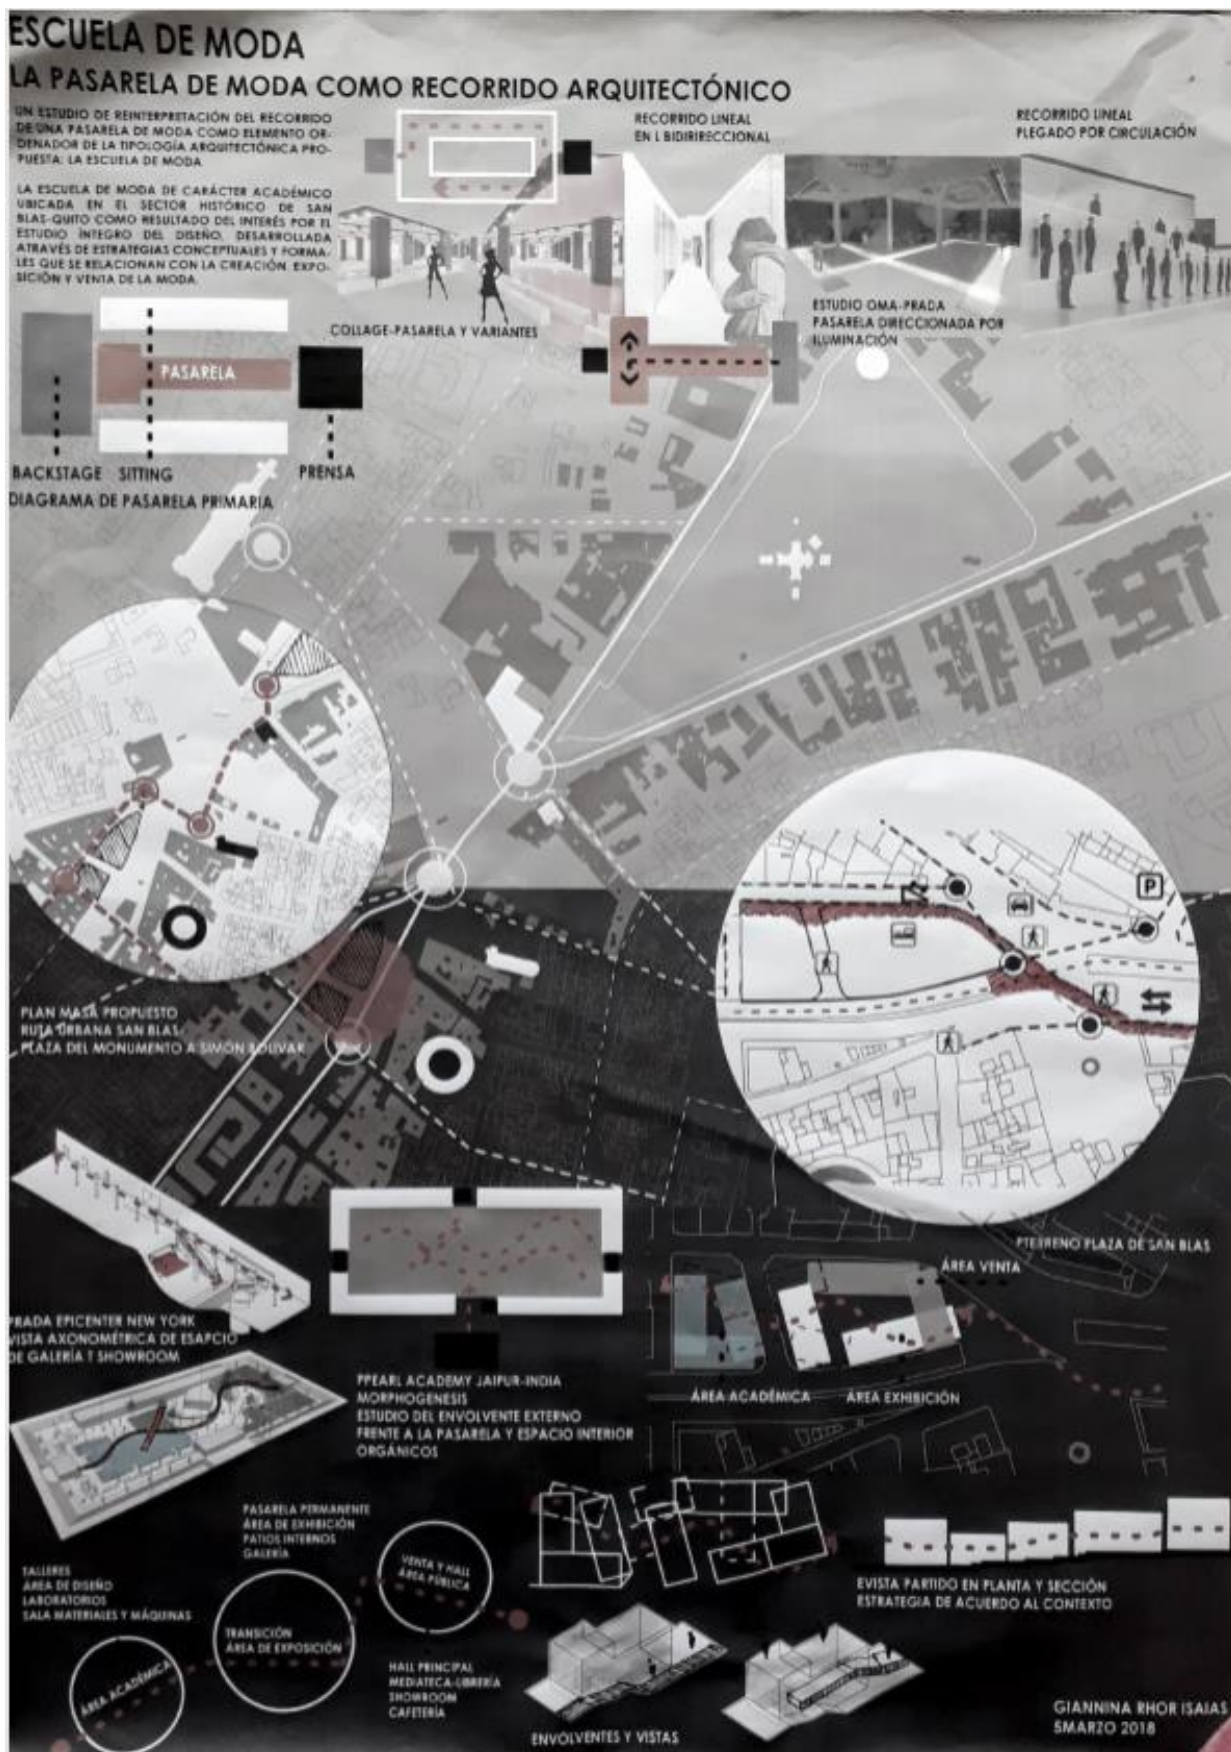 ESCUELA DE MODA
LA PASARELA DE MODA COMO RECORRIDO ARQUITECTÓNICO
UN ESTUDIO DE REINTERPRETACIÓN DEL RECORRIDO
DE UNA PASARELA DE MODA COMO ELEMENTO OR-
DENADOR DE LA TIPOLOGÍA ARQUITECTÓNICA PRO-
PUESTA: LA ESCUELA DE MODA
LA ESCUELA DE MODA DE CARÁCTER ACADÉMICO
UBICADA EN EL SECTOR HISTÓRICO DE SAN
BLAS-QUITO COMO RESULTADO DEL INTERÉS POR EL
ESTUDIO ÍNTEGRO DEL DISEÑO, DESARROLLADA
ATRAVÉS DE ESTRATEGIAS CONCEPTUALES Y FORMA-
LES QUE SE RELACIONAN CON LA CREACIÓN, EXPO-
SICIÓN Y VENTA DE LA MODA.
RECORRIDO LINEAL
EN L BIDIRIRECCIONAL
RECORRIDO LINEAL
PLEGADO POR CIRCULACIÓN
COLLAGE-PASARELA Y VARIANTES
ESTUDIO OMA-PRADA
PASARELA DIRECCIONADA POR
ILUMINACIÓN
PASARELA
BACKSTAGE SITTING PRENSA
DIAGRAMA DE PASARELA PRIMARIA
P
PLAN MASA PROPUESTO
RUTA URBANA SAN BLAS-
PLAZA DEL MONUMENTO A SIMÓN BOLIVAR
PTERRENO PLAZA DE SAN BLAS
ÁREA VENTA
ÁREA ACADÉMICA
ÁREA EXHIBICIÓN
PRADA EPICENTER NEW YORK
VISTA AXONOMÉTRICA DE ESAPCIO
DE GALERÍA T SHOWROOM
PPEARL ACADEMY JAIPUR-INDIA
MORPHOGENESIS
ESTUDIO DEL ENVOLVENTE EXTERNO
FRENTE A LA PASARELA Y ESPACIO INTERIOR
ORGÁNICOS
PASARELA PERMANENTE
ÁREA DE EXHIBICIÓN
PATIOS INTERNOS
GALERÍA
VENTA Y HALL
ÁREA PÚBLICA
TALLERES
ÁREA DE DISEÑO
LABORATORIOS
SALA MATERIALES Y MÁQUINAS
TRANSICIÓN
ÁREA DE EXPOSICIÓN
ÁREA ACADÉMICA
HALL PRINCIPAL
MEDIATECA-LIBRERÍA
SHOWROOM
CAFETERÍA
EVISTA PARTIDO EN PLANTA Y SECCIÓN
ESTRATEGIA DE ACUERDO AL CONTEXTO
ENVOLVENTES Y VISTAS
GIANNINA RHOR ISAIAS
5MARZO 2018